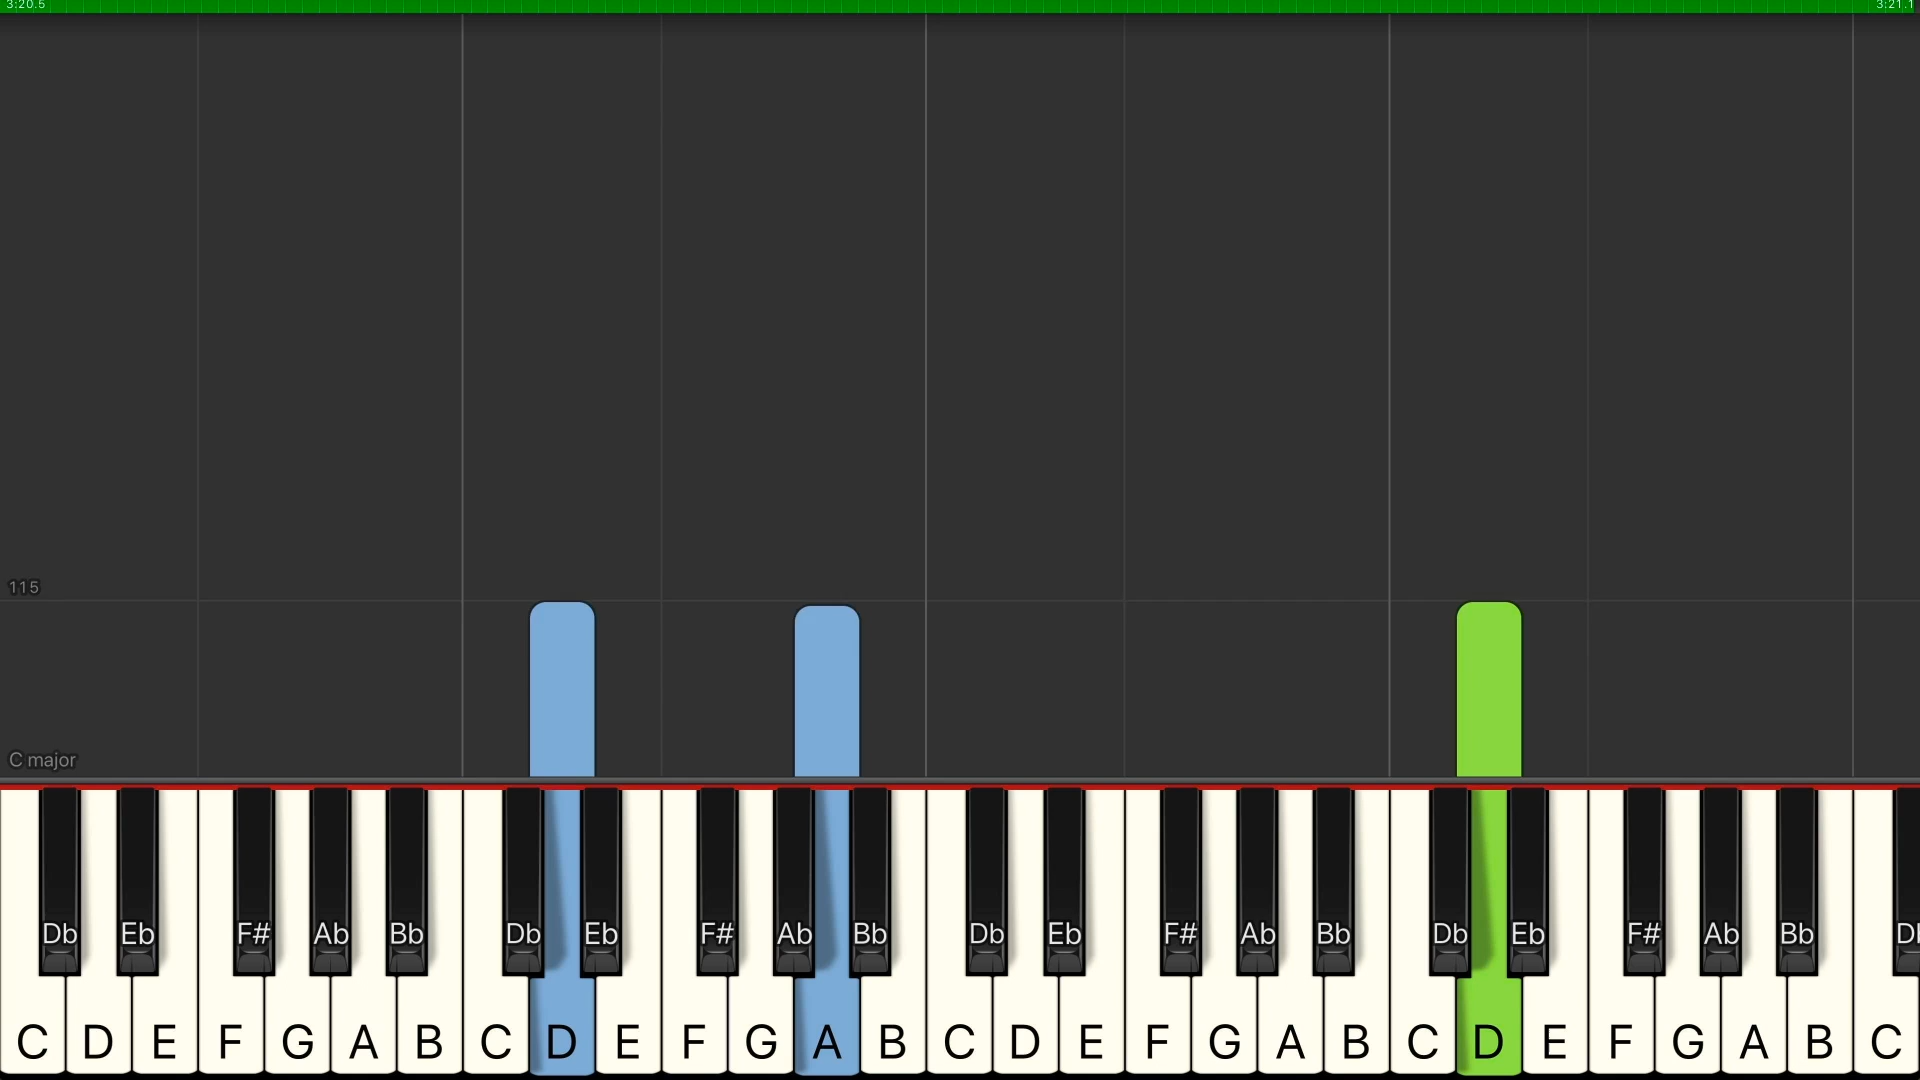 3:20.5 3:21.1
115
C major
Db Eb F# Ab Bb Db Eb F# Ab Bb Db Eb F# Ab Bb Db Eb F# Ab Bb
C D E F G A B C D E F G A B C D E F G A B C D E F G A B C